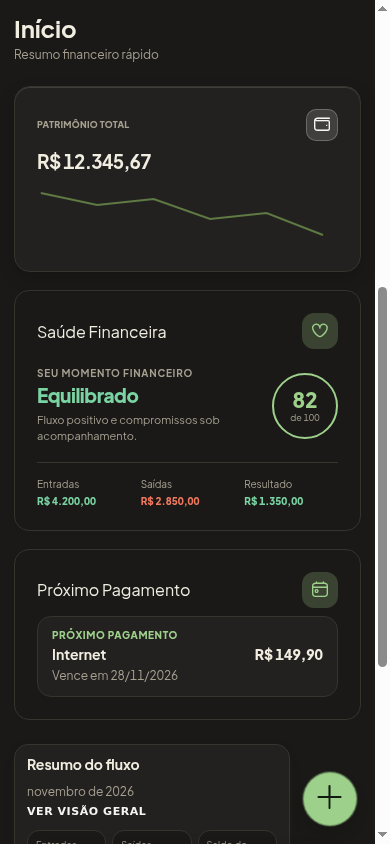 Início
Resumo financeiro rápido
PATRIMÔNIO TOTAL
R$ 12.345,67
Saúde Financeira
SEU MOMENTO FINANCEIRO
Equilibrado
Fluxo positivo e compromissos sob
acompanhamento.
82
de 100
Entradas Saídas Resultado
R$ 4.200,00 R$ 2.850,00 R$ 1.350,00
Próximo Pagamento
PRÓXIMO PAGAMENTO
Internet R$ 149,90
Vence em 28/11/2026
Resumo do fluxo
novembro de 2026
VER VISÃO GERAL